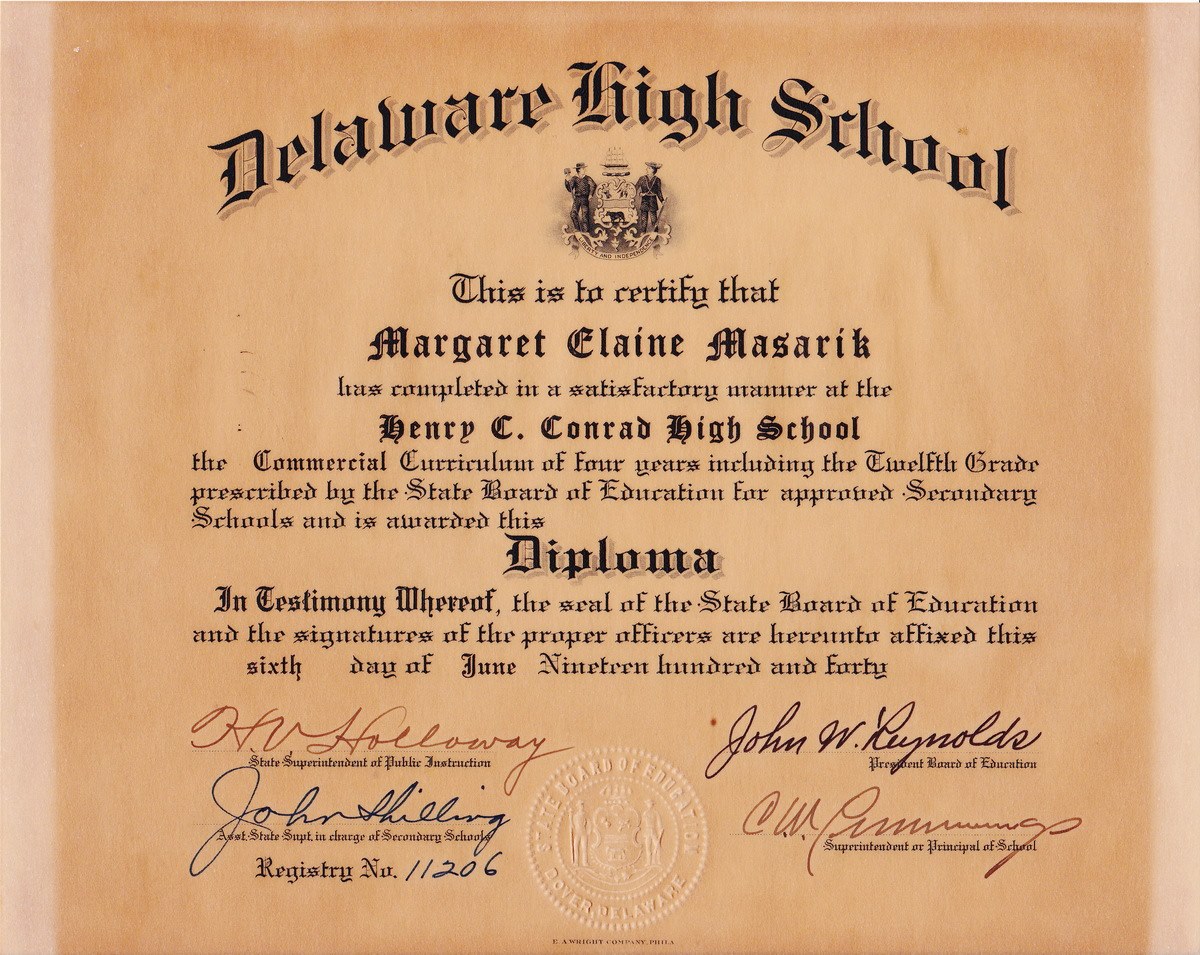 Delaware High School
LIBERTY AND INDEPENDENCE
This is to certify that
Margaret Elaine Masarik
has completed in a satisfactory manner at the
Henry C. Conrad High School
the Commercial Curriculum of four years including the Twelfth Grade
prescribed by the State Board of Education for approved Secondary
Schools and is awarded this
Diploma
In Testimony Whereof, the seal of the State Board of Education
and the signatures of the proper officers are hereunto affixed this
sixth day of June Nineteen hundred and forty
H.V. Holloway
State Superintendent of Public Instruction
John W. Reynolds
President Board of Education
John Shilling
Asst. State Supt. in charge of Secondary Schools
C.W. Cummings
Superintendent or Principal of School
Registry No. 11206
STATE BOARD OF EDUCATION
DOVER, DELAWARE
E. A. WRIGHT COMPANY, PHILA